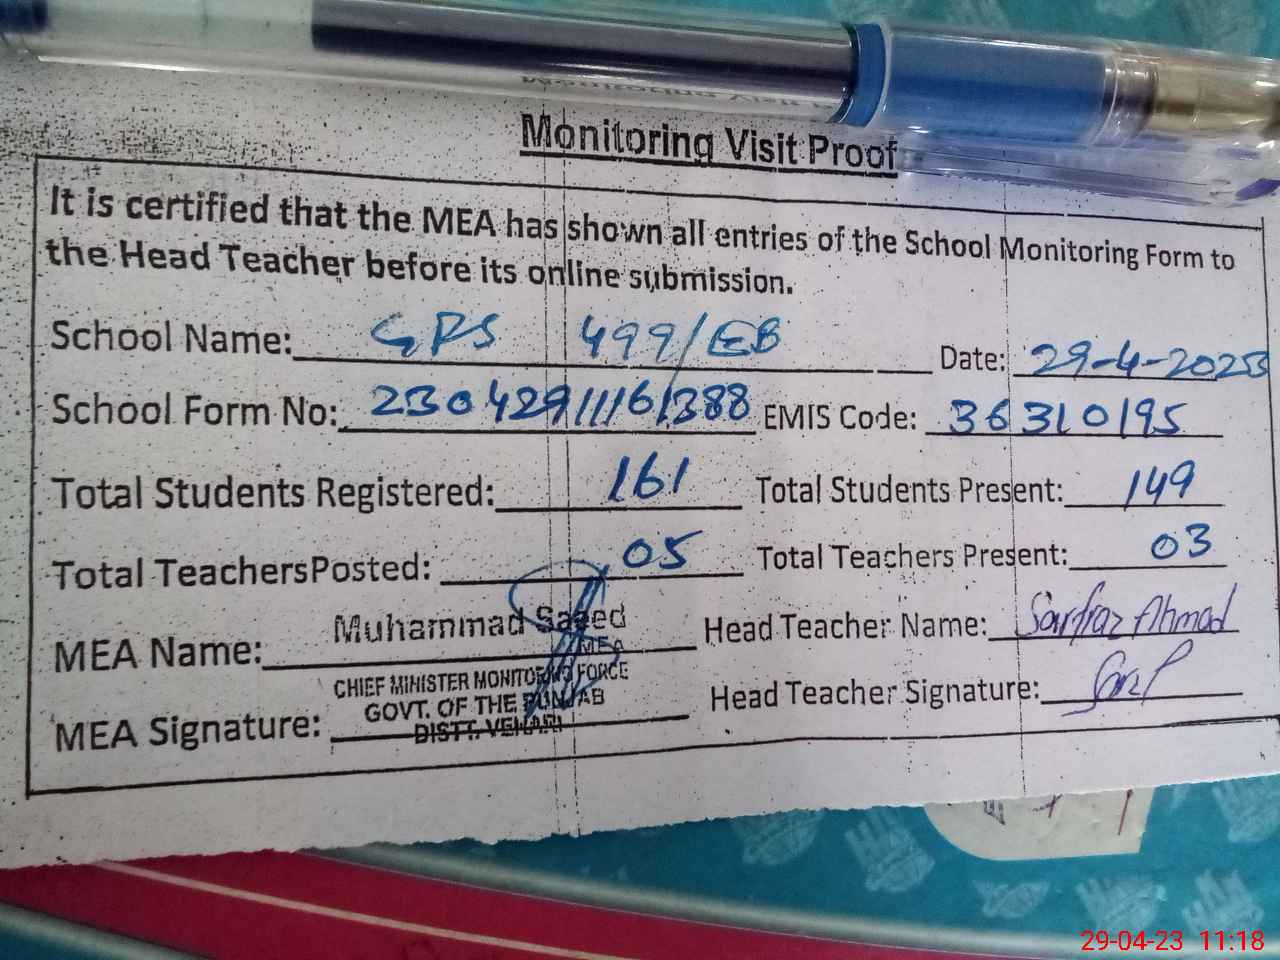 Monitoring Visit Proof
It is certified that the MEA has shown all entries of the School Monitoring Form to
the Head Teacher before its online submission.
School Name: GPS 499/EB Date: 29-4-2023
School Form No: 230429111161388 EMIS Code: 36310195
Total Students Registered: 161 Total Students Present: 149
Total Teachers Posted: 05 Total Teachers Present: 03
MEA Name: Muhammad Saeed Head Teacher Name: Sarfraz Ahmad
MEA
CHIEF MINISTER MONITORING FORCE
GOVT. OF THE PUNJAB
DISTT. VEHARI
MEA Signature: Head Teacher Signature:
29-04-23 11:18